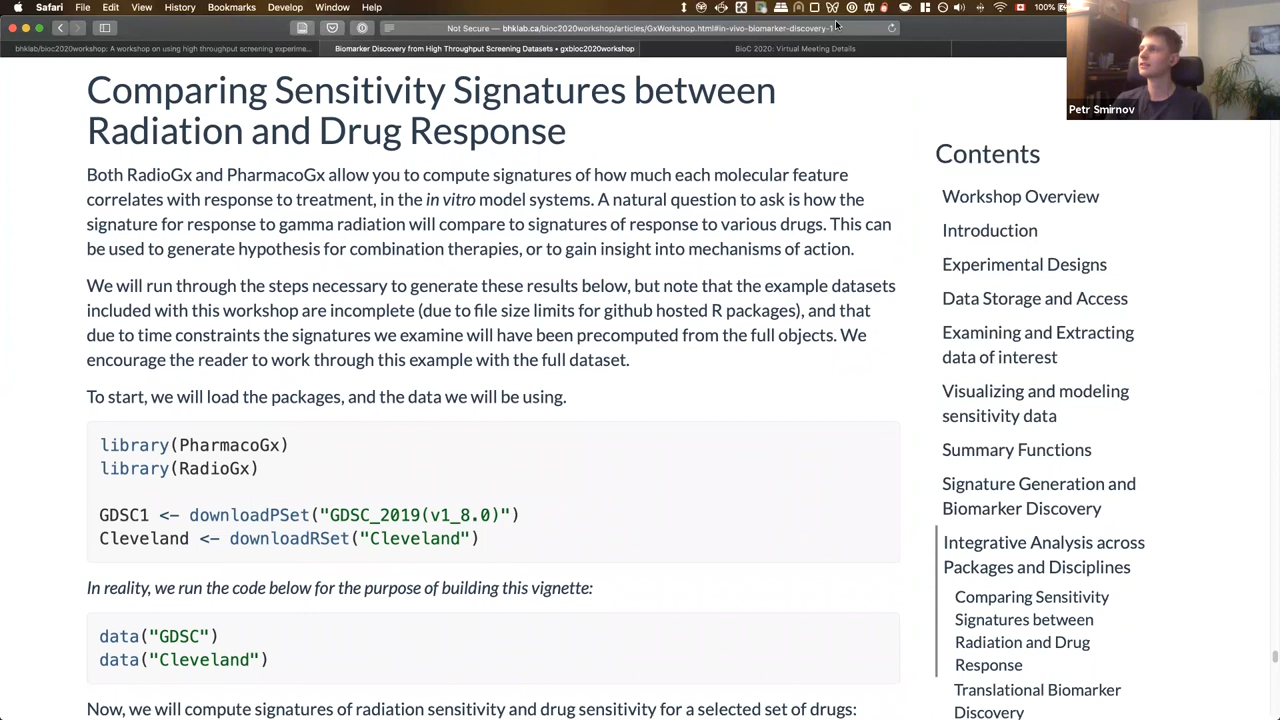 Safari File Edit View History Bookmarks Develop Window Help
100%
Not Secure — bhklab.ca/bioc2020workshop/articles/GxWorkshop.html#in-vivo-biomarker-discovery-1
bhklab/bioc2020workshop: A workshop on using high throughput screening experime...
Biomarker Discovery from High Throughput Screening Datasets • gxbioc2020workshop
BioC 2020: Virtual Meeting Details
Petr Smirnov
Comparing Sensitivity Signatures between
Radiation and Drug Response
Both RadioGx and PharmacoGx allow you to compute signatures of how much each molecular feature
correlates with response to treatment, in the in vitro model systems. A natural question to ask is how the
signature for response to gamma radiation will compare to signatures of response to various drugs. This can
be used to generate hypothesis for combination therapies, or to gain insight into mechanisms of action.
We will run through the steps necessary to generate these results below, but note that the example datasets
included with this workshop are incomplete (due to file size limits for github hosted R packages), and that
due to time constraints the signatures we examine will have been precomputed from the full objects. We
encourage the reader to work through this example with the full dataset.
To start, we will load the packages, and the data we will be using.
library(PharmacoGx)
library(RadioGx)
GDSC1 <- downloadPSet("GDSC_2019(v1_8.0)")
Cleveland <- downloadRSet("Cleveland")
In reality, we run the code below for the purpose of building this vignette:
data("GDSC")
data("Cleveland")
Now, we will compute signatures of radiation sensitivity and drug sensitivity for a selected set of drugs:
Contents
Workshop Overview
Introduction
Experimental Designs
Data Storage and Access
Examining and Extracting
data of interest
Visualizing and modeling
sensitivity data
Summary Functions
Signature Generation and
Biomarker Discovery
Integrative Analysis across
Packages and Disciplines
Comparing Sensitivity
Signatures between
Radiation and Drug
Response
Translational Biomarker
Discovery